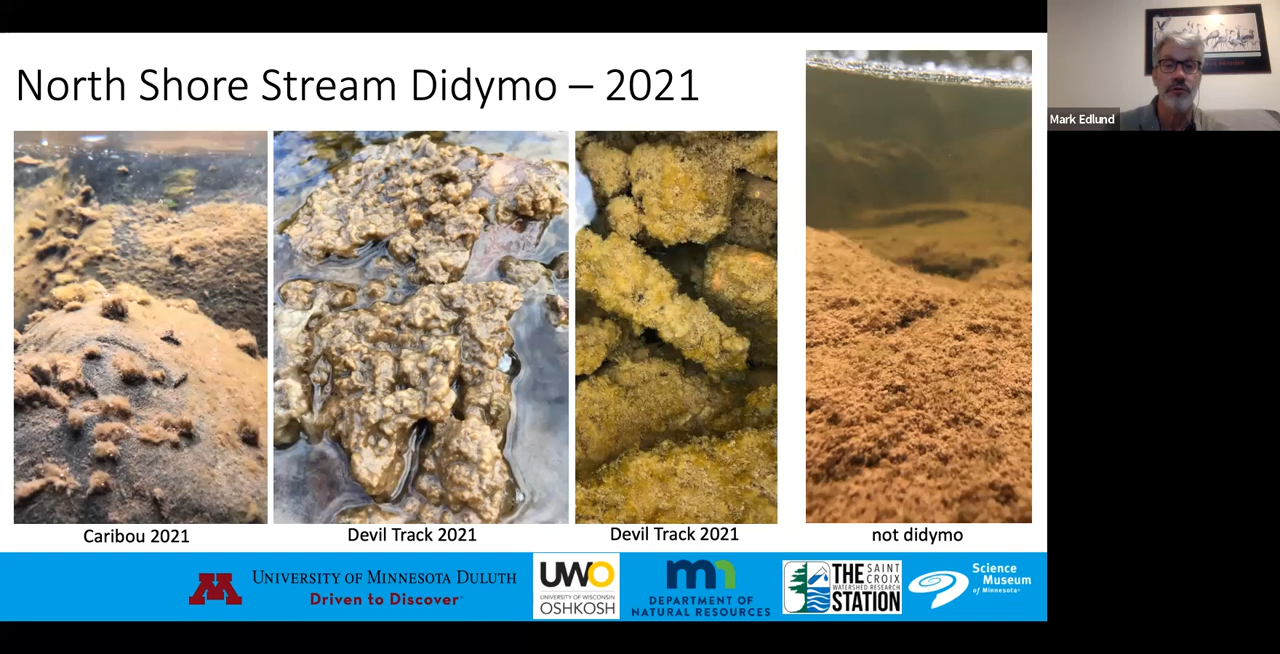 North Shore Stream Didymo – 2021
Mark Edlund
Caribou 2021
Devil Track 2021
Devil Track 2021
not didymo
UNIVERSITY OF MINNESOTA DULUTH
Driven to Discover
UWO
UNIVERSITY OF WISCONSIN
OSHKOSH
mn
DEPARTMENT OF
NATURAL RESOURCES
THE
SAINT
CROIX
WATERSHED RESEARCH
STATION
Science
Museum
of Minnesota